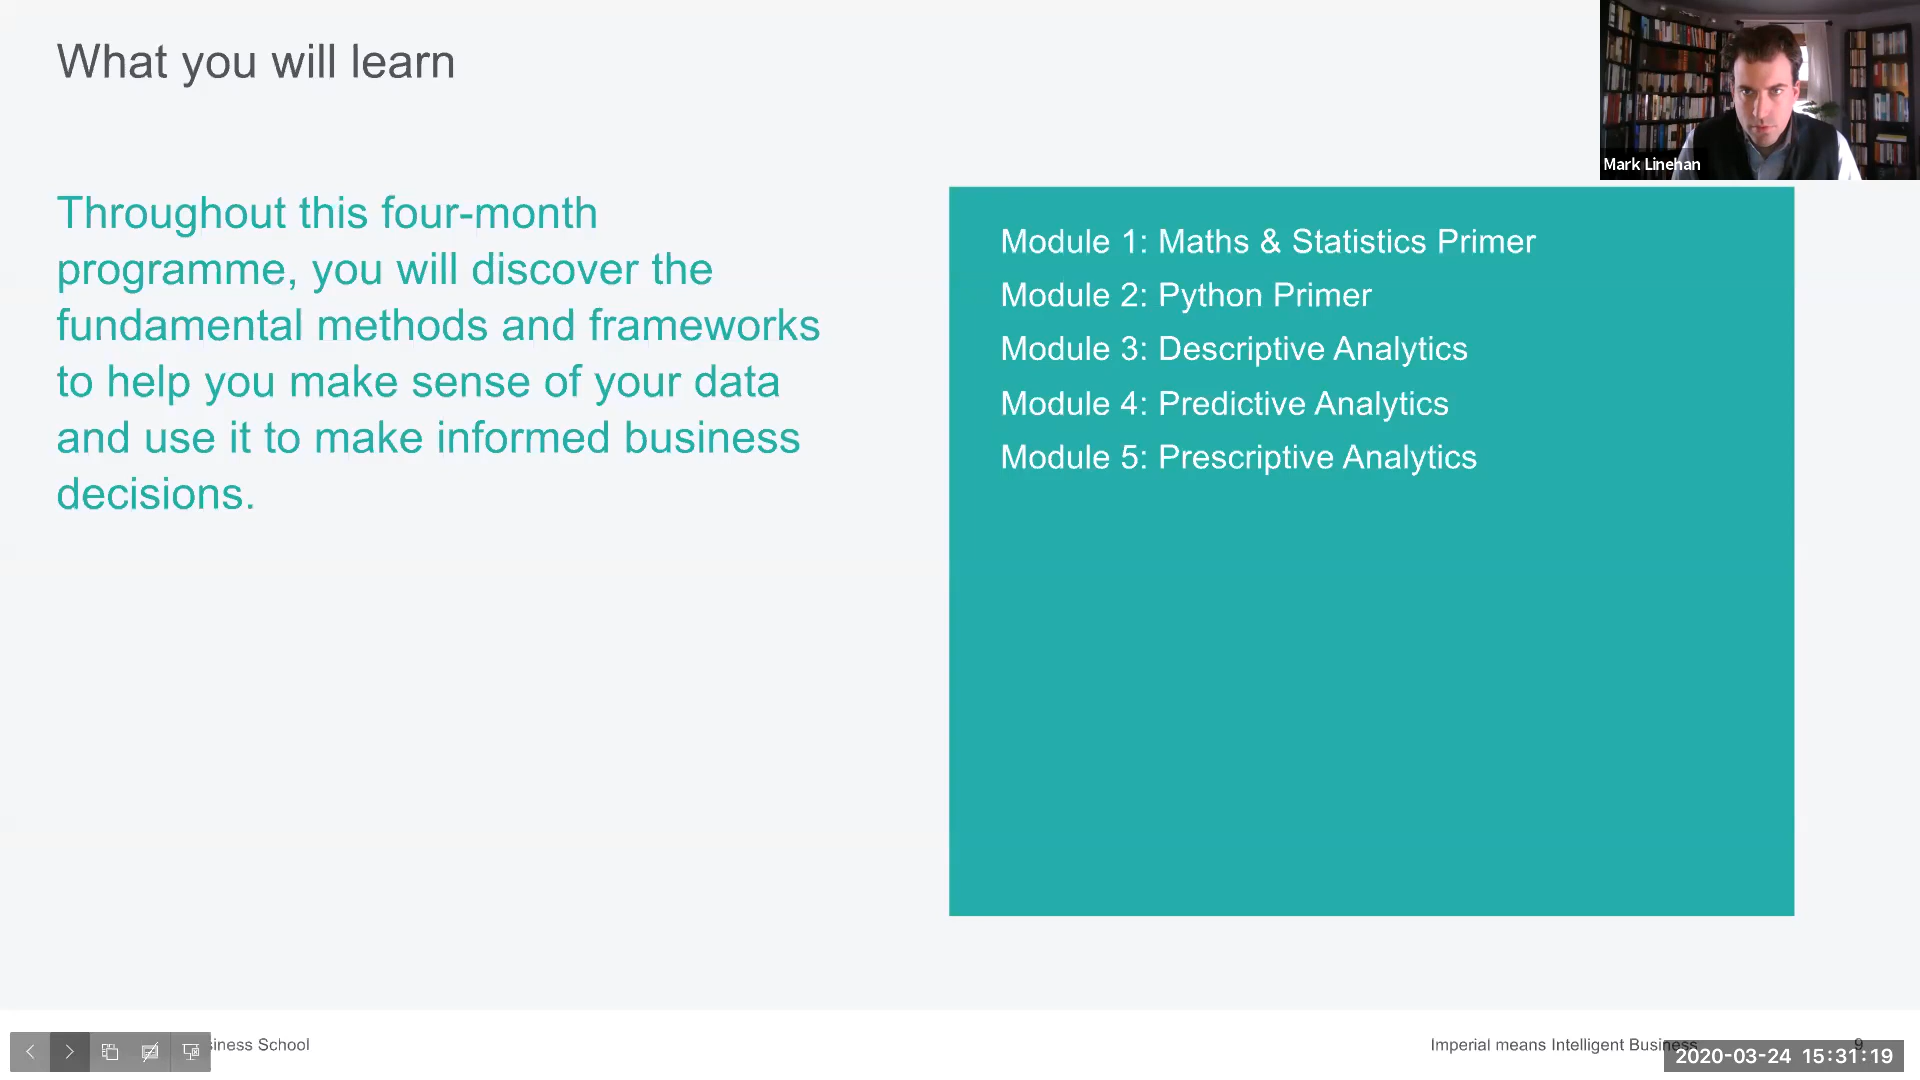 What you will learn
Mark Linehan
Throughout this four-month
programme, you will discover the
fundamental methods and frameworks
to help you make sense of your data
and use it to make informed business
decisions.
Module 1: Maths & Statistics Primer
Module 2: Python Primer
Module 3: Descriptive Analytics
Module 4: Predictive Analytics
Module 5: Prescriptive Analytics
siness School
Imperial means Intelligent Business
9
2020-03-24 15:31:19